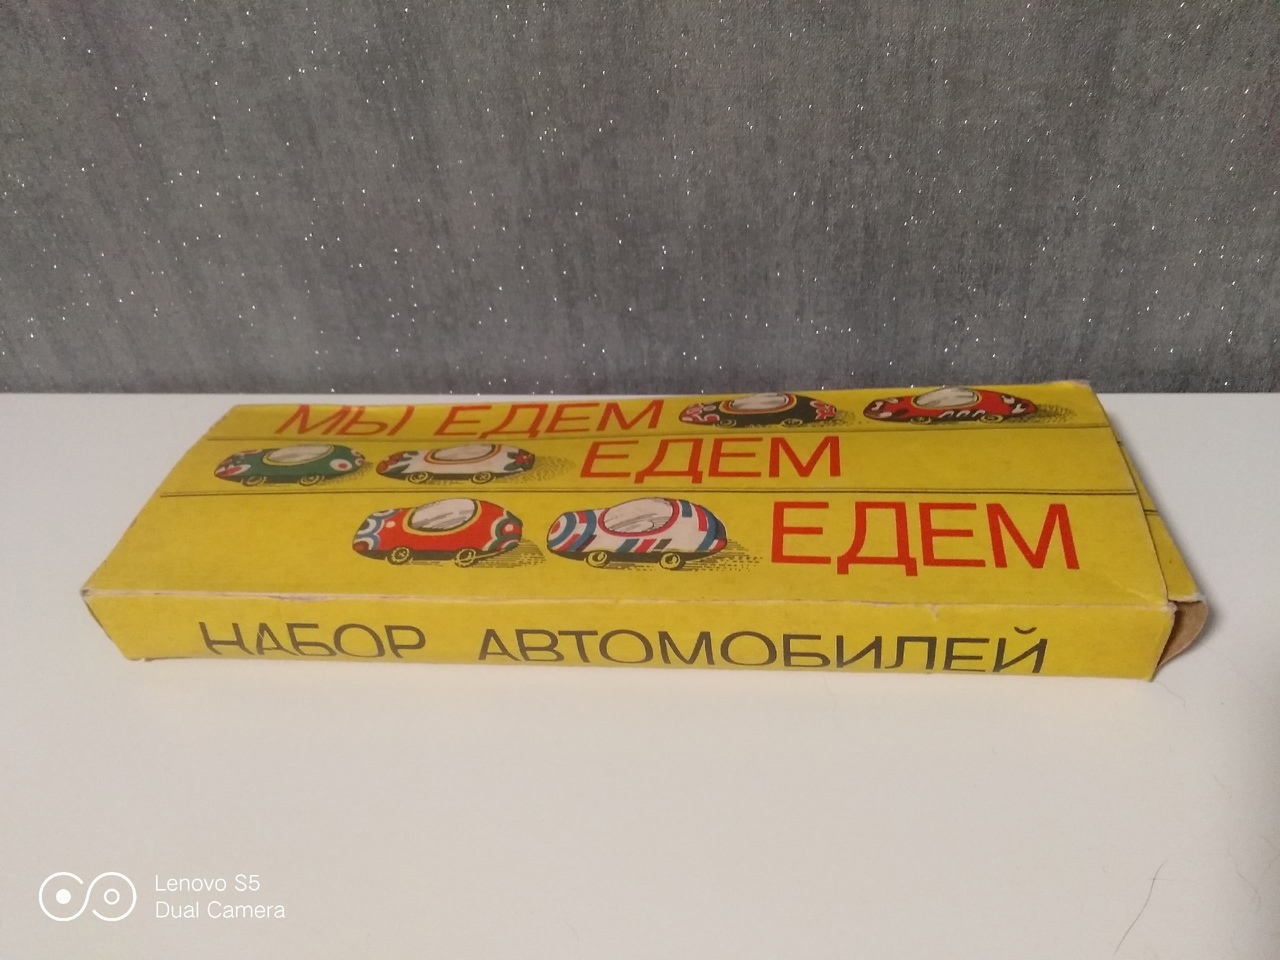 МЫ ЕДЕМ
ЕДЕМ
ЕДЕМ
НАБОР АВТОМОБИЛЕЙ
Lenovo S5
Dual Camera